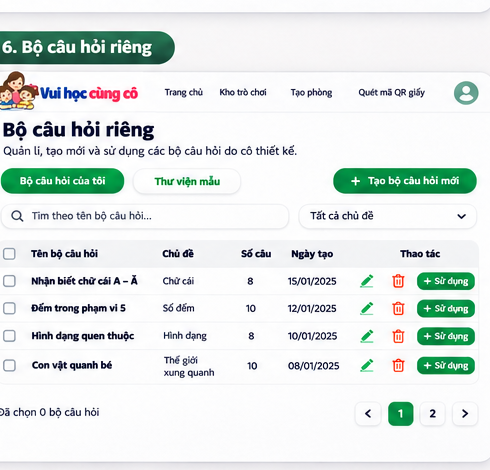 6. Bộ câu hỏi riêng
Vui học cùng cô
Trang chủ Kho trò chơi Tạo phòng Quét mã QR giấy
Bộ câu hỏi riêng
Quản lí, tạo mới và sử dụng các bộ câu hỏi do cô thiết kế.
Bộ câu hỏi của tôi Thư viện mẫu + Tạo bộ câu hỏi mới
Tìm theo tên bộ câu hỏi... Tất cả chủ đề
Tên bộ câu hỏi Chủ đề Số câu Ngày tạo Thao tác
Nhận biết chữ cái A – Ă Chữ cái 8 15/01/2025 + Sử dụng
Đếm trong phạm vi 5 Số đếm 10 12/01/2025 + Sử dụng
Hình dạng quen thuộc Hình dạng 8 10/01/2025 + Sử dụng
Con vật quanh bé Thế giới xung quanh 10 08/01/2025 + Sử dụng
Đã chọn 0 bộ câu hỏi < 1 2 >